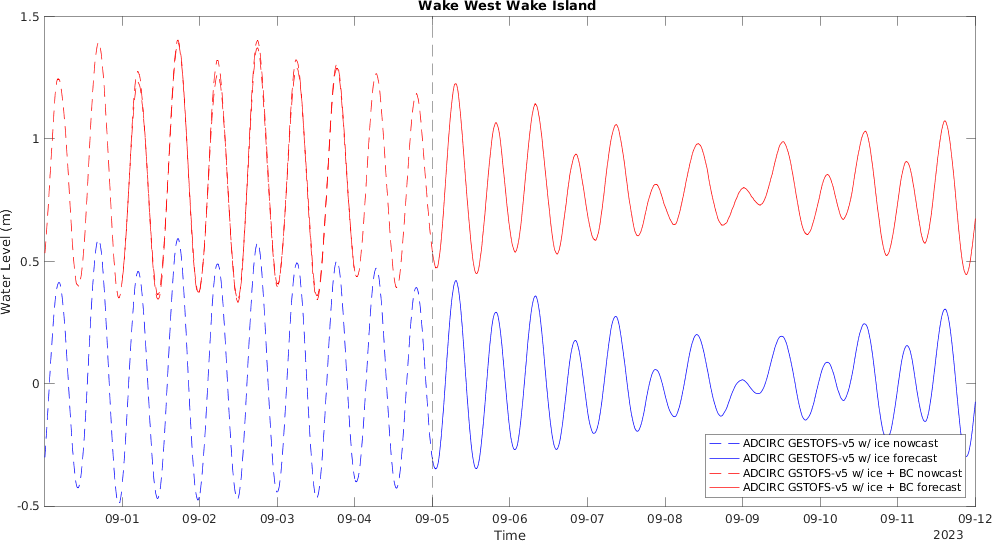 Wake West Wake Island
Water Level (m)
1.5
1
0.5
0
-0.5
09-01 09-02 09-03 09-04 09-05 09-06 09-07 09-08 09-09 09-10 09-11 09-12
Time
2023
ADCIRC GESTOFS-v5 w/ ice nowcast
ADCIRC GESTOFS-v5 w/ ice forecast
ADCIRC GSTOFS-v5 w/ ice + BC nowcast
ADCIRC GSTOFS-v5 w/ ice + BC forecast